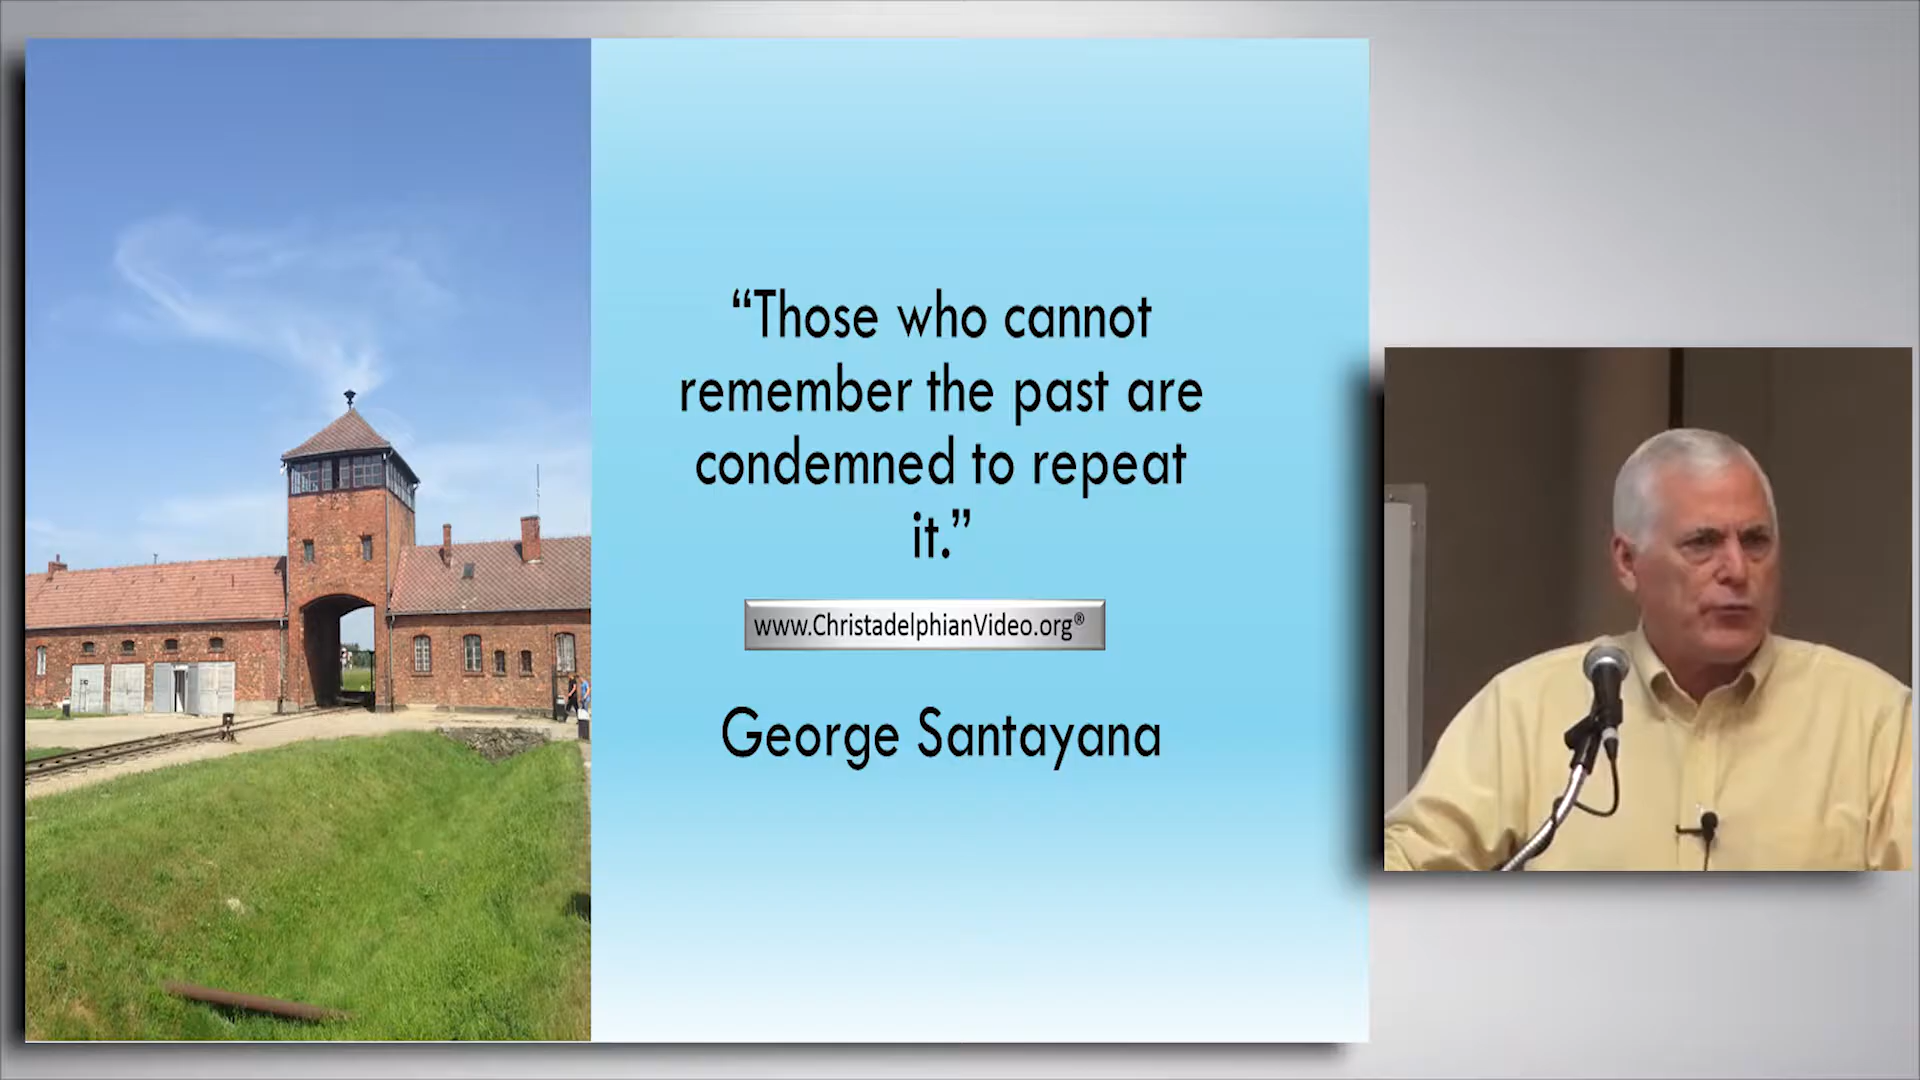 “Those who cannot
remember the past are
condemned to repeat
it.”
www.ChristadelphianVideo.org®
George Santayana